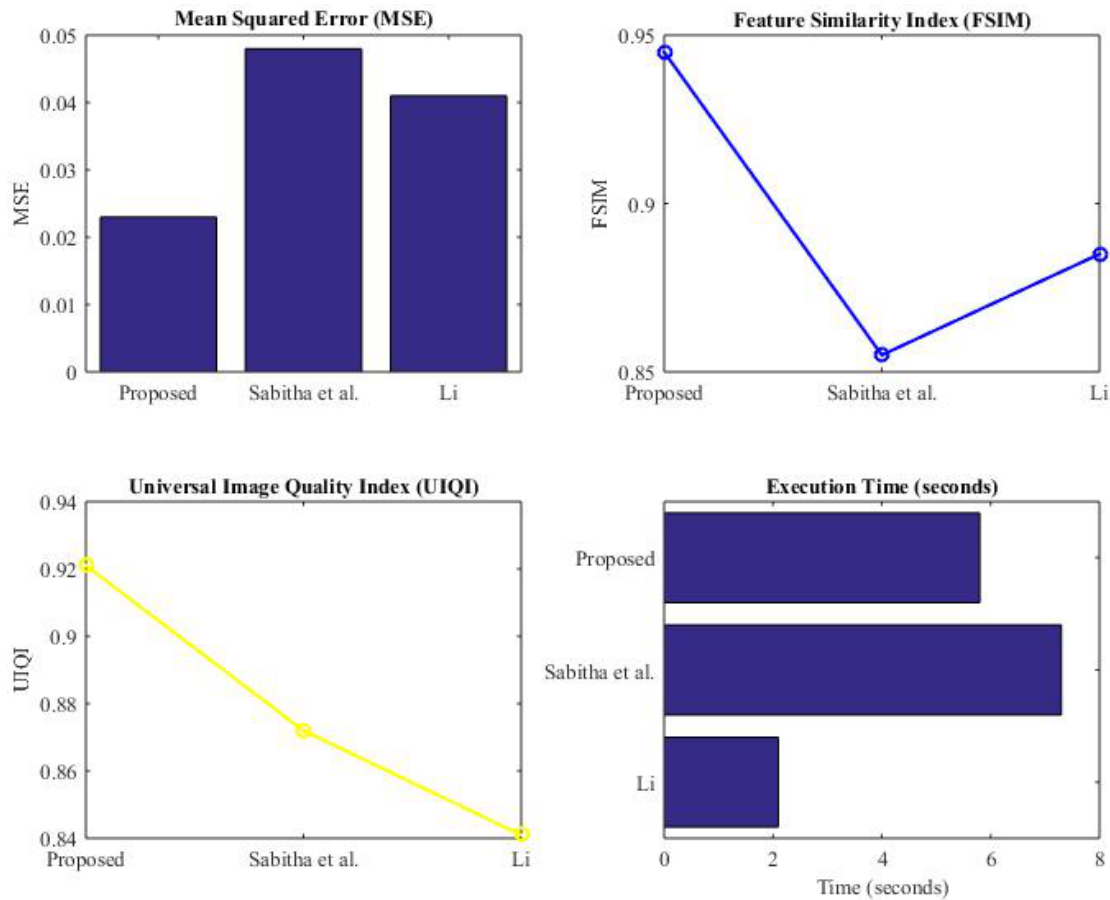 Mean Squared Error (MSE)
0.05
0.04
0.03
0.02
0.01
0
MSE
Proposed
Sabitha et al.
Li
Feature Similarity Index (FSIM)
0.95
0.9
0.85
FSIM
Proposed
Sabitha et al.
Li
Universal Image Quality Index (UIQI)
0.94
0.92
0.9
0.88
0.86
0.84
UIQI
Proposed
Sabitha et al.
Li
Execution Time (seconds)
Proposed
Sabitha et al.
Li
0
2
4
6
8
Time (seconds)